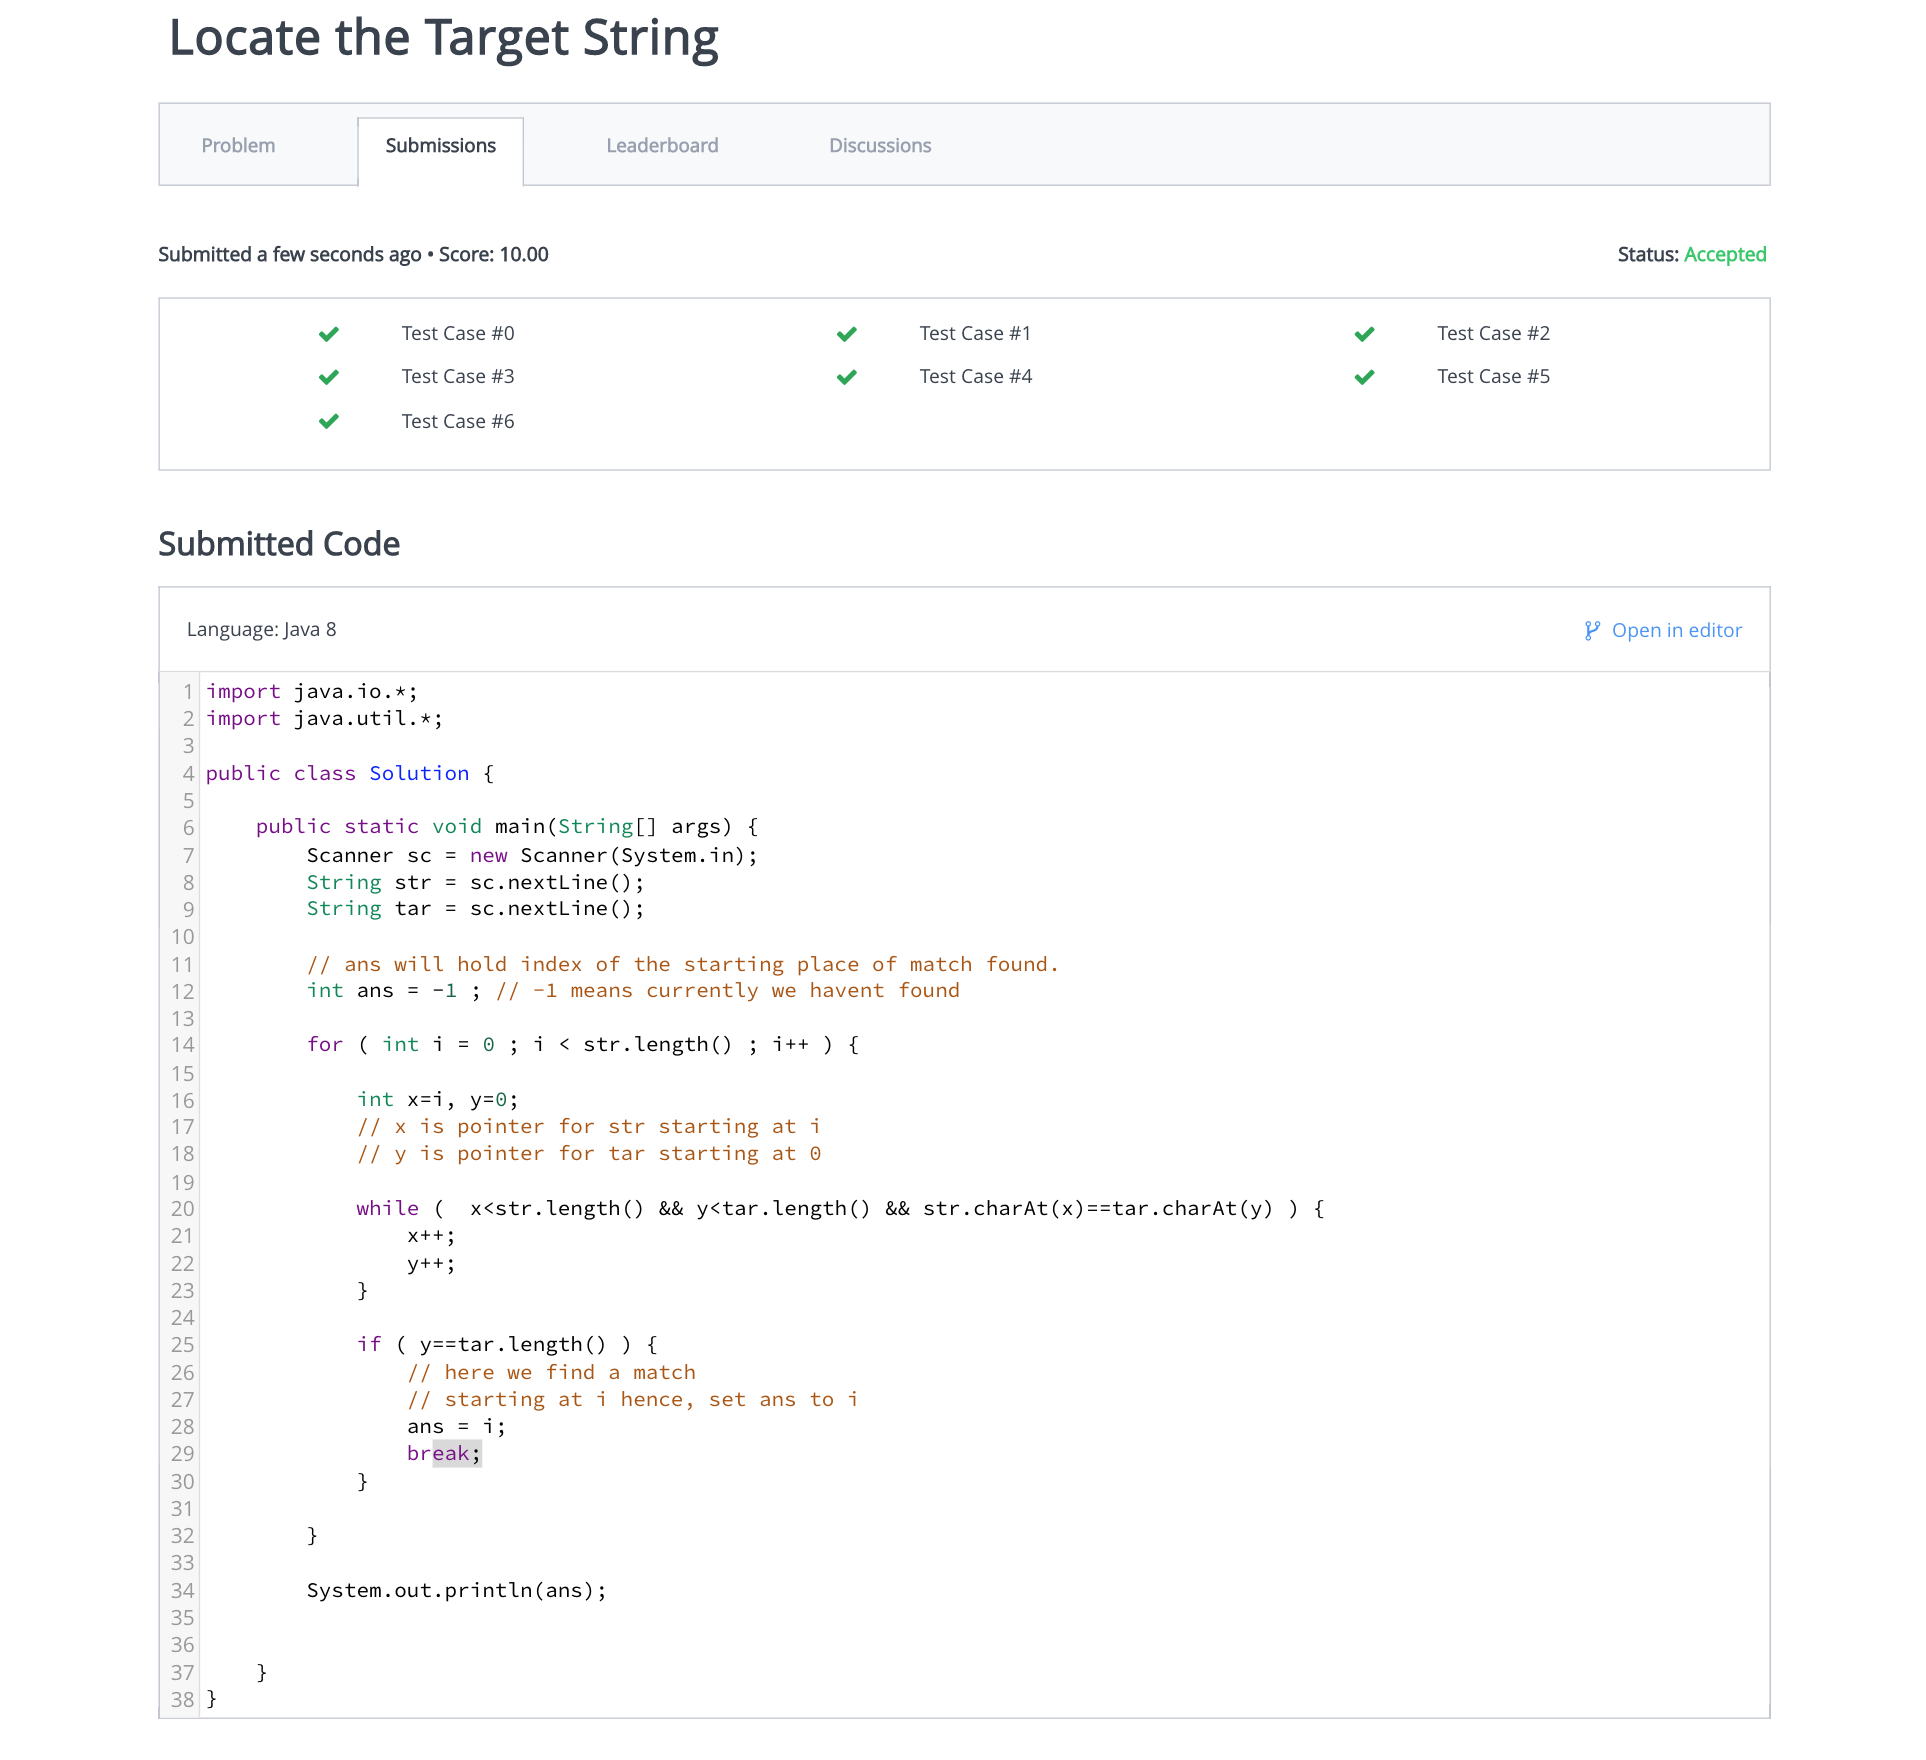 Locate the Target String
Problem Submissions Leaderboard Discussions
Submitted a few seconds ago • Score: 10.00 Status: Accepted
Test Case #0 Test Case #1 Test Case #2
Test Case #3 Test Case #4 Test Case #5
Test Case #6
Submitted Code
Language: Java 8 Open in editor
1 import java.io.*;
2 import java.util.*;
3
4 public class Solution {
5
6     public static void main(String[] args) {
7         Scanner sc = new Scanner(System.in);
8         String str = sc.nextLine();
9         String tar = sc.nextLine();
10
11         // ans will hold index of the starting place of match found.
12         int ans = -1 ; // -1 means currently we havent found
13
14         for ( int i = 0 ; i < str.length() ; i++ ) {
15
16             int x=i, y=0;
17             // x is pointer for str starting at i
18             // y is pointer for tar starting at 0
19
20             while (  x<str.length() && y<tar.length() && str.charAt(x)==tar.charAt(y) ) {
21                 x++;
22                 y++;
23             }
24
25             if ( y==tar.length() ) {
26                 // here we find a match
27                 // starting at i hence, set ans to i
28                 ans = i;
29                 break;
30             }
31
32         }
33
34         System.out.println(ans);
35
36
37     }
38 }